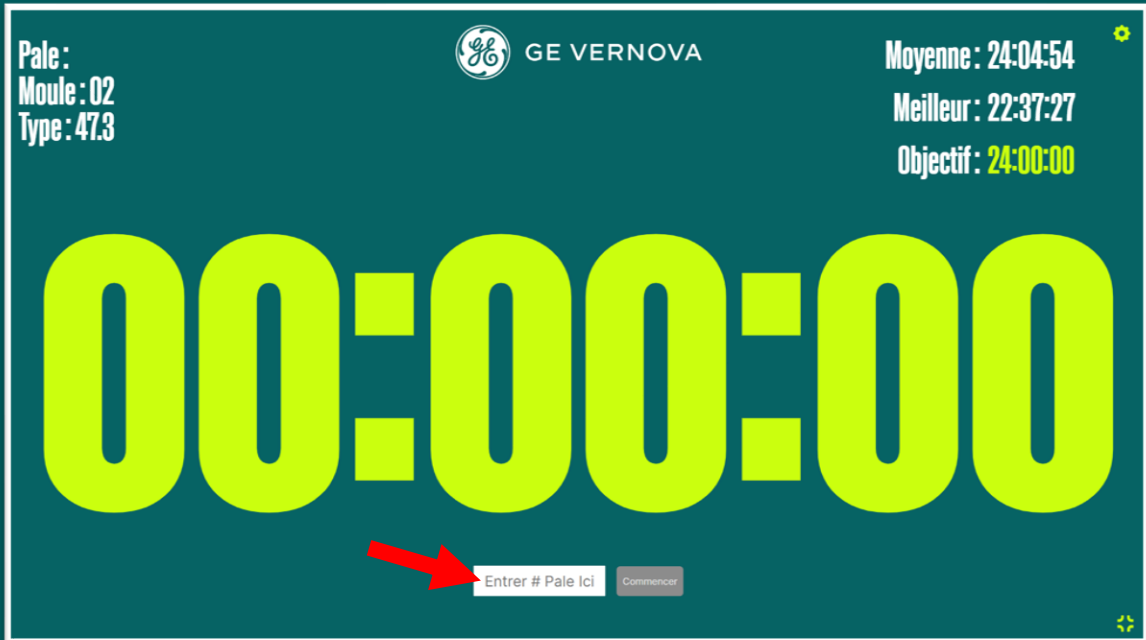 Pale :
Moule : 02
Type : 47.3
GE VERNOVA
Moyenne : 24:04:54
Meilleur : 22:37:27
Objectif : 24:00:00
00:00:00
Entrer # Pale Ici
Commencer